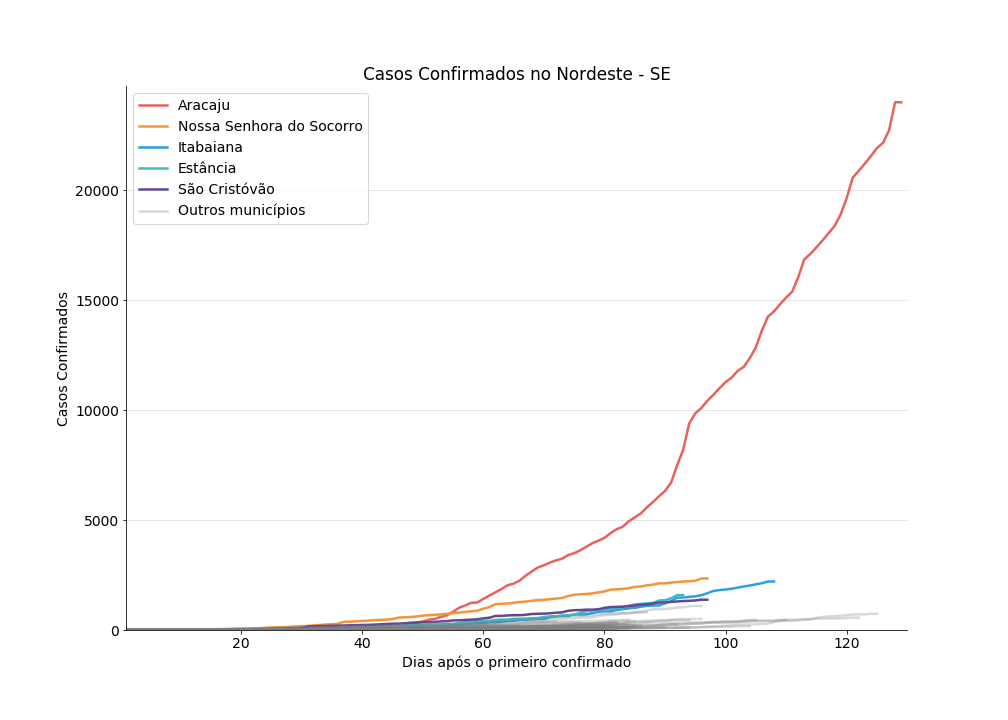 Casos Confirmados no Nordeste - SE
Aracaju
Nossa Senhora do Socorro
Itabaiana
Estância
São Cristóvão
Outros municípios
Casos Confirmados
20000
15000
10000
5000
0
20
40
60
80
100
120
Dias após o primeiro confirmado